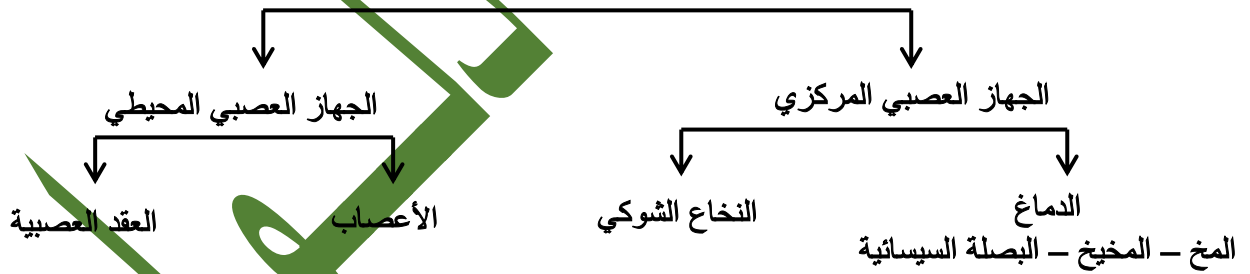 الجهاز العصبي المركزي
الجهاز العصبي المحيطي
الدماغ
المخ – المخيخ – البصلة السيسائية
النخاع الشوكي
الأعصاب
العقد العصبية